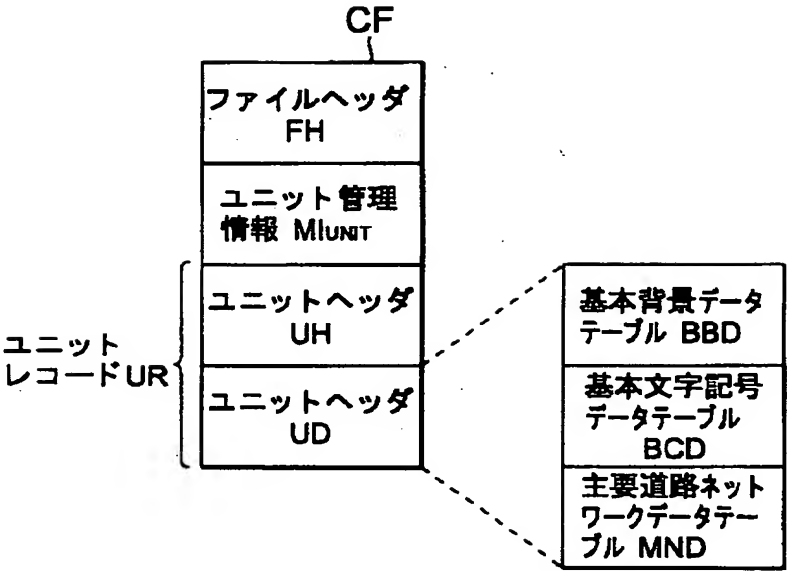 CF
ファイルヘッダ
FH
ユニット管理
情報 MIUNIT
ユニットヘッダ
UH
ユニットヘッダ
UD
ユニット
レコードUR
基本背景データ
テーブル BBD
基本文字記号
データテーブル
BCD
主要道路ネット
ワークデータテー
ブル MND